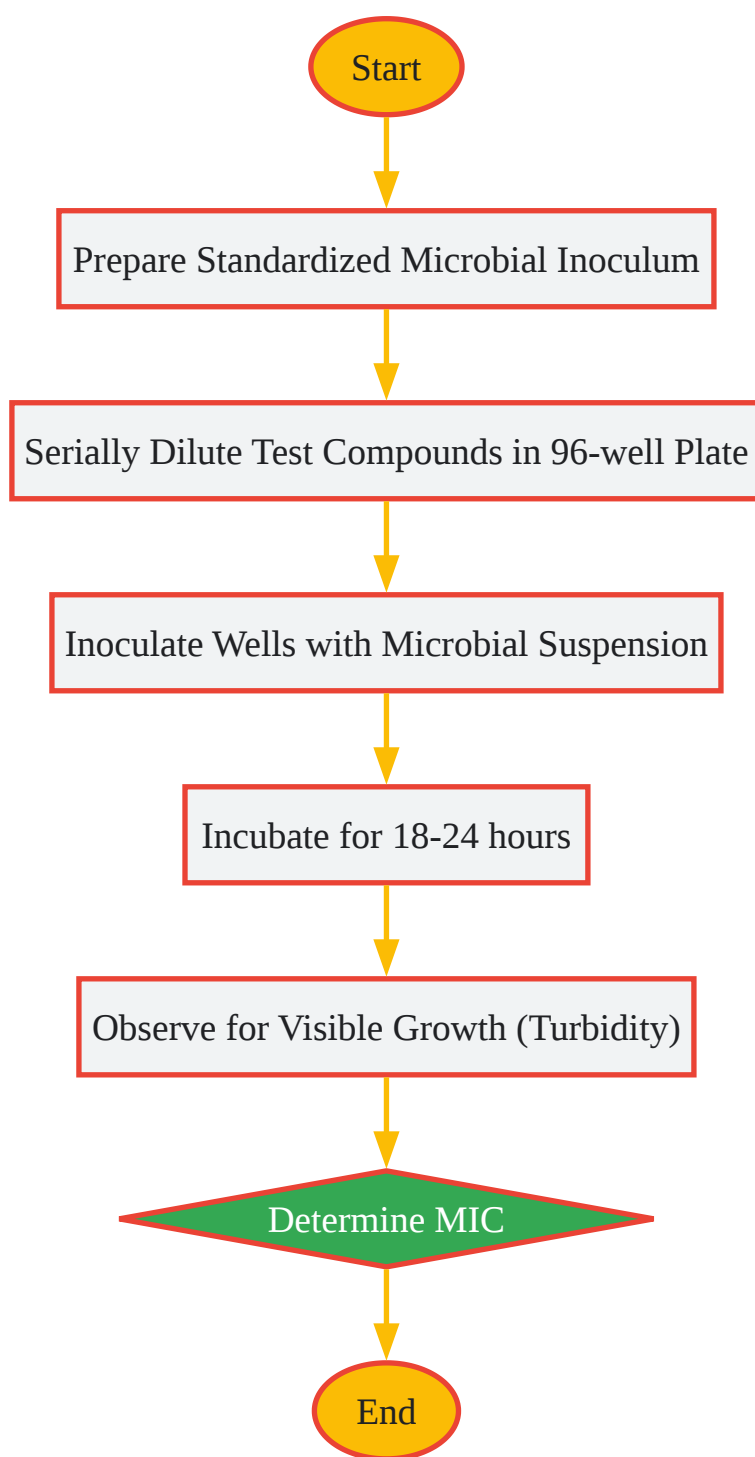 Start
Prepare Standardized Microbial Inoculum
Serially Dilute Test Compounds in 96-well Plate
Inoculate Wells with Microbial Suspension
Incubate for 18-24 hours
Observe for Visible Growth (Turbidity)
Determine MIC
End